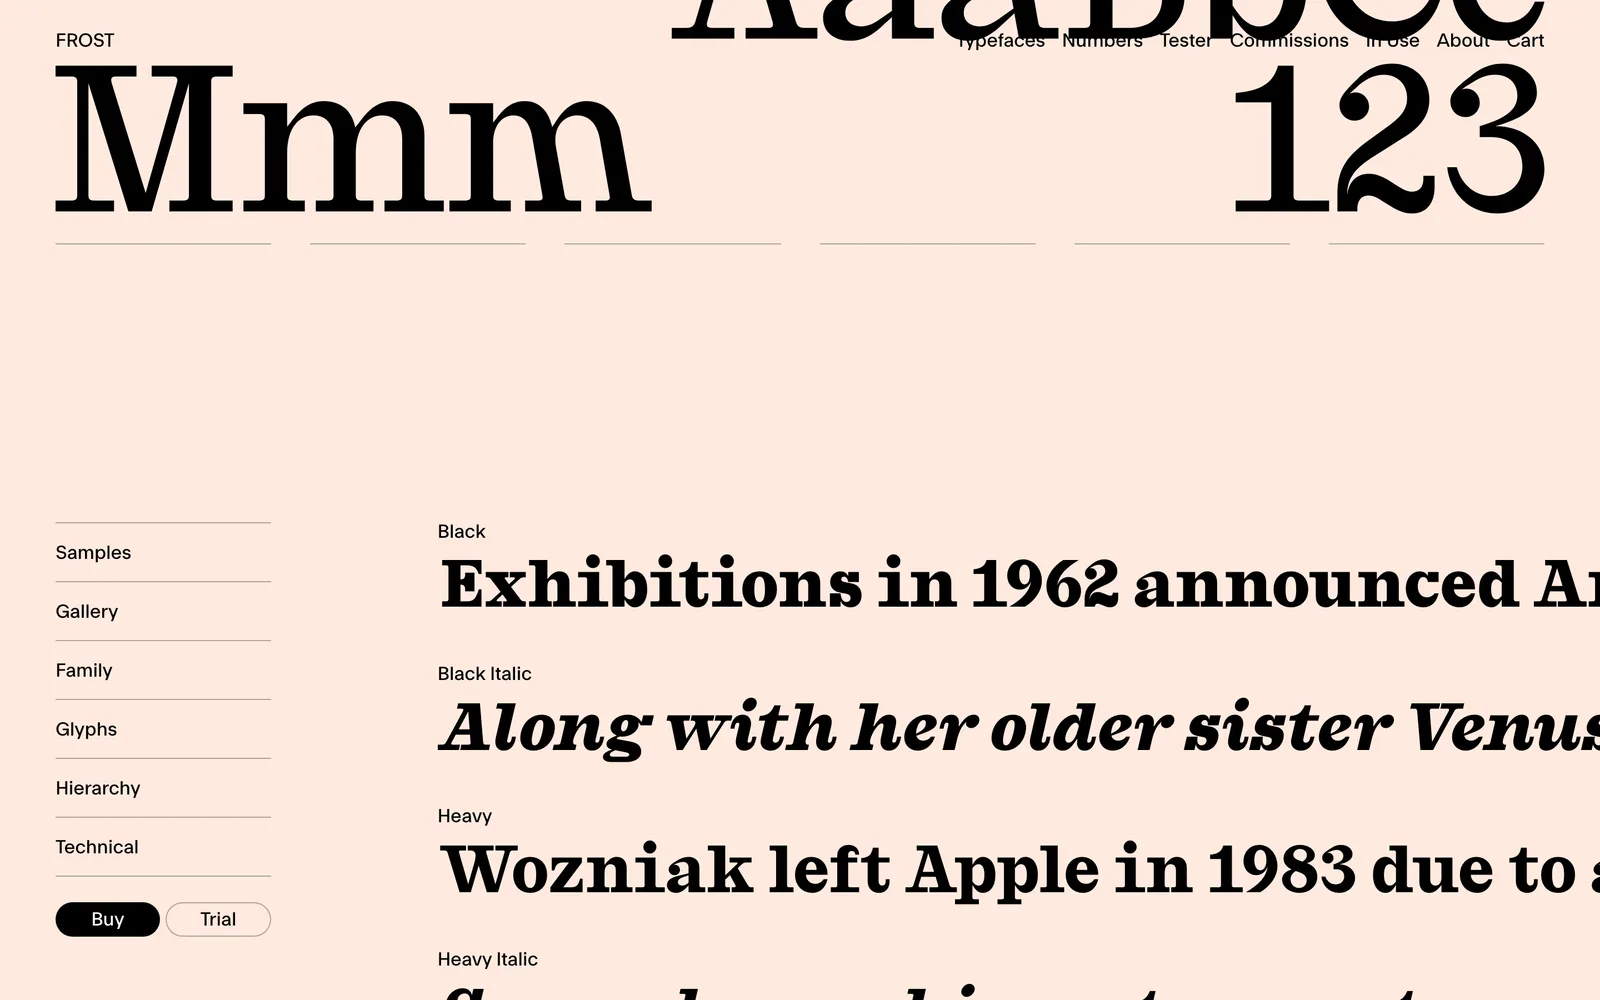 AaaBbCc
FROST
Typefaces Numbers Tester Commissions In Use About Cart
Mmm 123
Samples
Gallery
Family
Glyphs
Hierarchy
Technical
Buy Trial
Black
Exhibitions in 1962 announced
Black Italic
Along with her older sister Venus
Heavy
Wozniak left Apple in 1983 due to
Heavy Italic